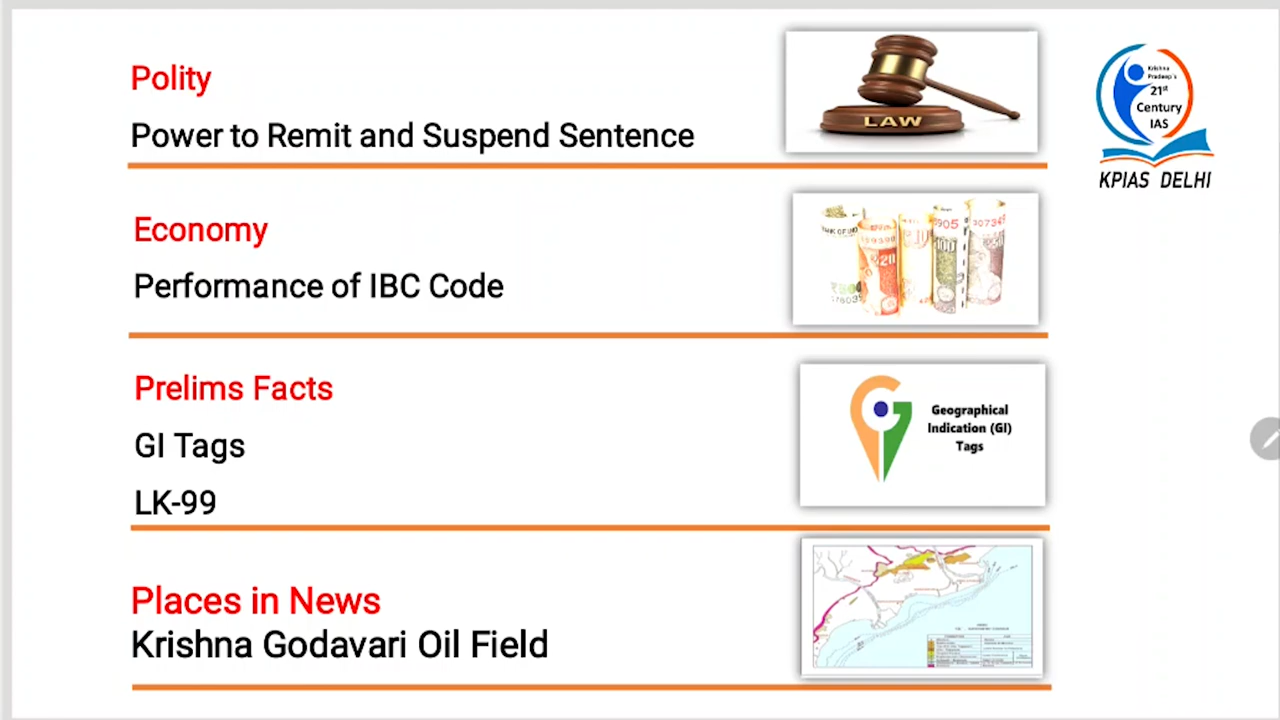 Polity
Power to Remit and Suspend Sentence
LAW
Krishna
Pradeep's
21st
Century
IAS
KPIAS DELHI
Economy
Performance of IBC Code
Prelims Facts
GI Tags
LK-99
Geographical
Indication (GI)
Tags
Places in News
Krishna Godavari Oil Field